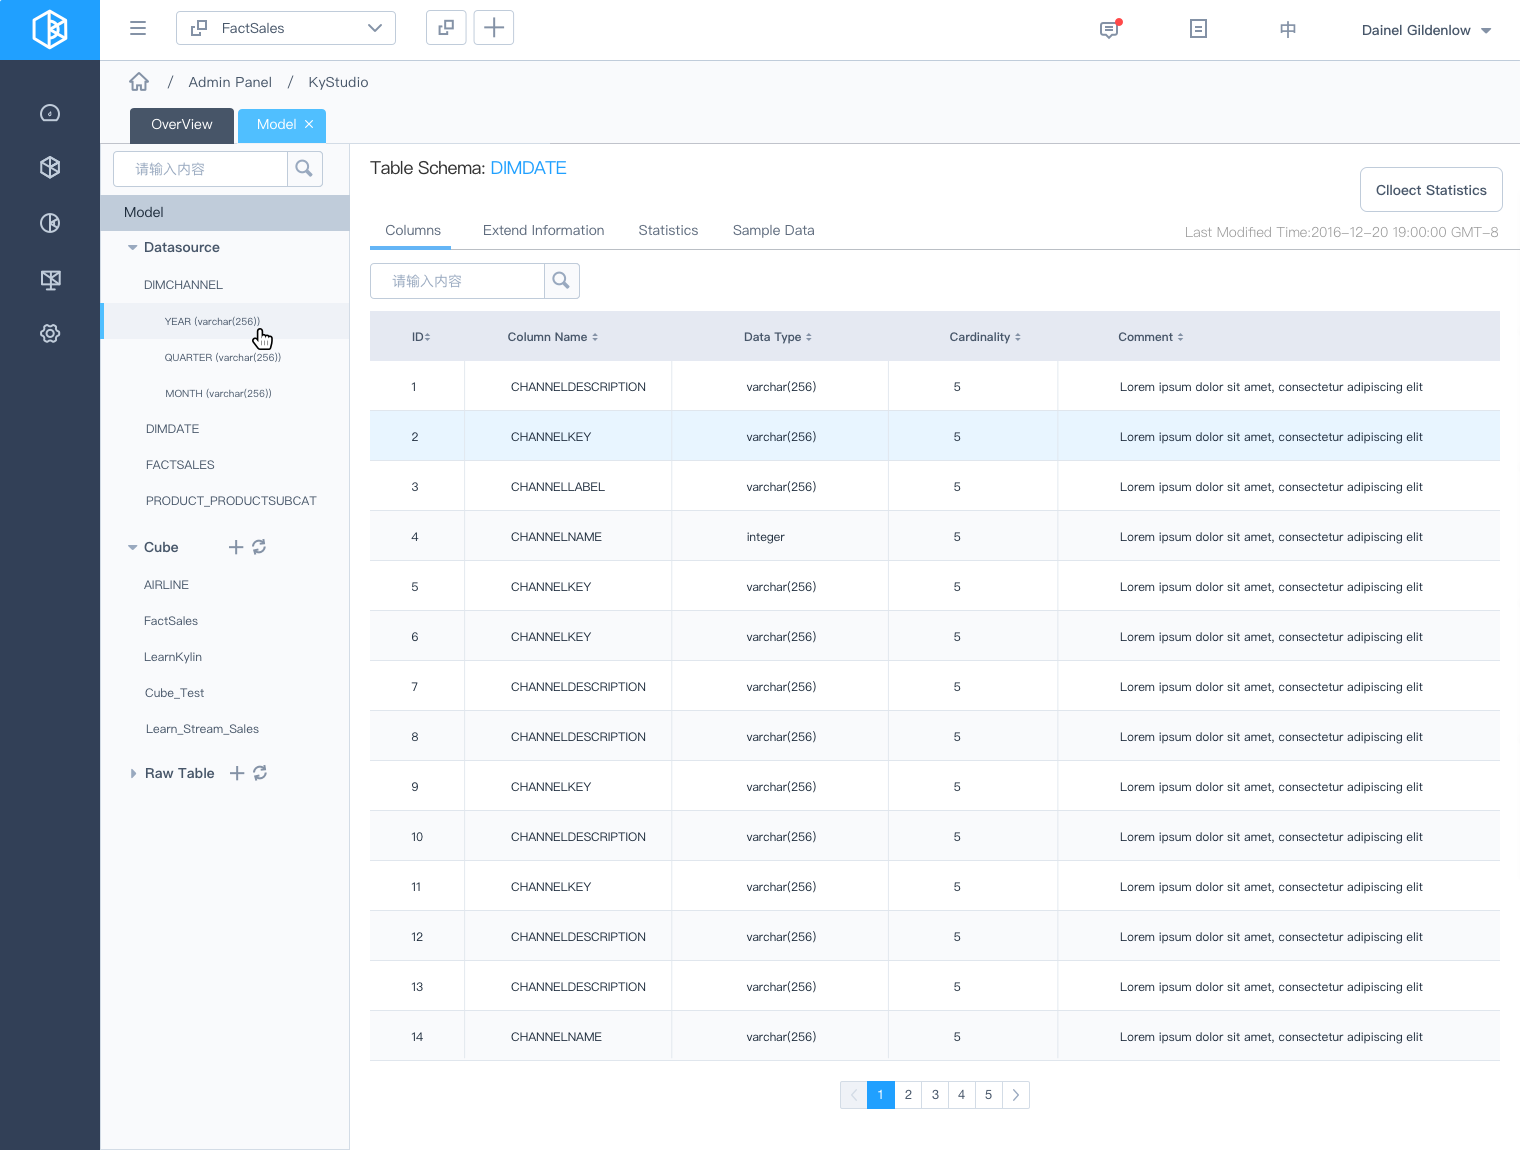 FactSales
中
Dainel Gildenlow
/ Admin Panel / KyStudio
OverView
Model
请输入内容
Model
Datasource
DIMCHANNEL
YEAR (varchar(256))
QUARTER (varchar(256))
MONTH (varchar(256))
DIMDATE
FACTSALES
PRODUCT_PRODUCTSUBCAT
Cube
AIRLINE
FactSales
LearnKylin
Cube_Test
Learn_Stream_Sales
Raw Table
Table Schema: DIMDATE
Clloect Statistics
Columns Extend Information Statistics Sample Data
Last Modified Time:2016-12-20 19:00:00 GMT-8
请输入内容
ID Column Name Data Type Cardinality Comment
1 CHANNELDESCRIPTION varchar(256) 5 Lorem ipsum dolor sit amet, consectetur adipiscing elit
2 CHANNELKEY varchar(256) 5 Lorem ipsum dolor sit amet, consectetur adipiscing elit
3 CHANNELLABEL varchar(256) 5 Lorem ipsum dolor sit amet, consectetur adipiscing elit
4 CHANNELNAME integer 5 Lorem ipsum dolor sit amet, consectetur adipiscing elit
5 CHANNELKEY varchar(256) 5 Lorem ipsum dolor sit amet, consectetur adipiscing elit
6 CHANNELKEY varchar(256) 5 Lorem ipsum dolor sit amet, consectetur adipiscing elit
7 CHANNELDESCRIPTION varchar(256) 5 Lorem ipsum dolor sit amet, consectetur adipiscing elit
8 CHANNELDESCRIPTION varchar(256) 5 Lorem ipsum dolor sit amet, consectetur adipiscing elit
9 CHANNELKEY varchar(256) 5 Lorem ipsum dolor sit amet, consectetur adipiscing elit
10 CHANNELDESCRIPTION varchar(256) 5 Lorem ipsum dolor sit amet, consectetur adipiscing elit
11 CHANNELKEY varchar(256) 5 Lorem ipsum dolor sit amet, consectetur adipiscing elit
12 CHANNELDESCRIPTION varchar(256) 5 Lorem ipsum dolor sit amet, consectetur adipiscing elit
13 CHANNELDESCRIPTION varchar(256) 5 Lorem ipsum dolor sit amet, consectetur adipiscing elit
14 CHANNELNAME varchar(256) 5 Lorem ipsum dolor sit amet, consectetur adipiscing elit
1 2 3 4 5